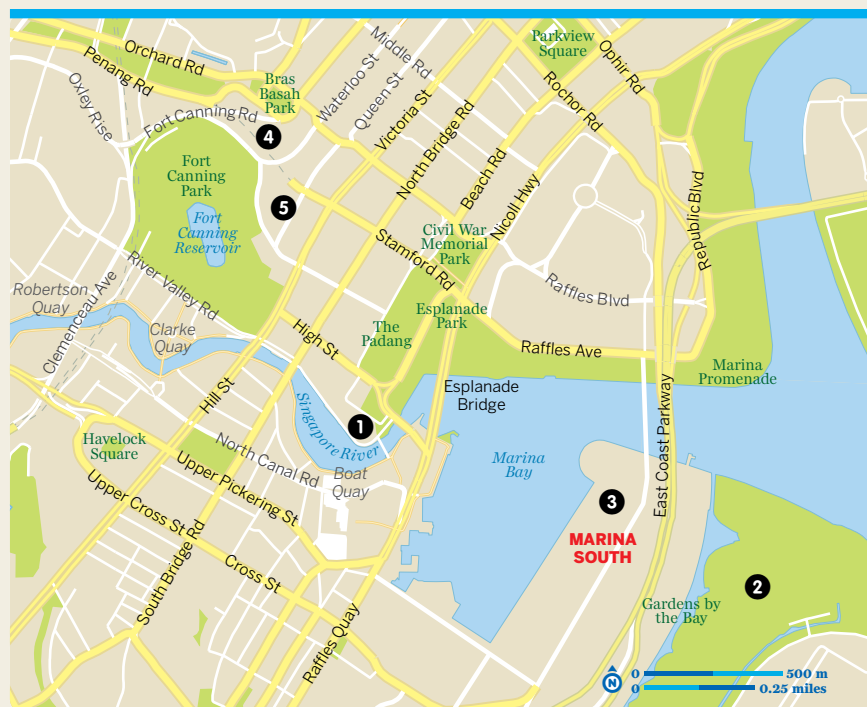 Orchard Rd
Penang Rd
Oxley Rise
Bras
Basah
Park
Middle Rd
Waterloo St
Queen St
Victoria St
North Bridge Rd
Parkview
Square
Ophir Rd
Rochor Rd
Fort Canning Rd
4
Fort
Canning
Park
Fort
Canning
Reservoir
5
Beach Rd
Nicoll Hwy
Republic Blvd
Civil War
Memorial
Park
Stamford Rd
Raffles Blvd
River Valley Rd
Robertson
Quay
Clemenceau Ave
Clarke
Quay
High St
The
Padang
Esplanade
Park
Raffles Ave
Marina
Promenade
Hill St
Esplanade
Bridge
East Coast Parkway
Singapore River
1
Havelock
Square
North Canal Rd
Boat
Quay
Marina
Bay
Upper Pickering St
Upper Cross St
3
MARINA
SOUTH
South Bridge Rd
Cross St
Raffles Quay
2
Gardens by
the Bay
N
0
500 m
0
0.25 miles